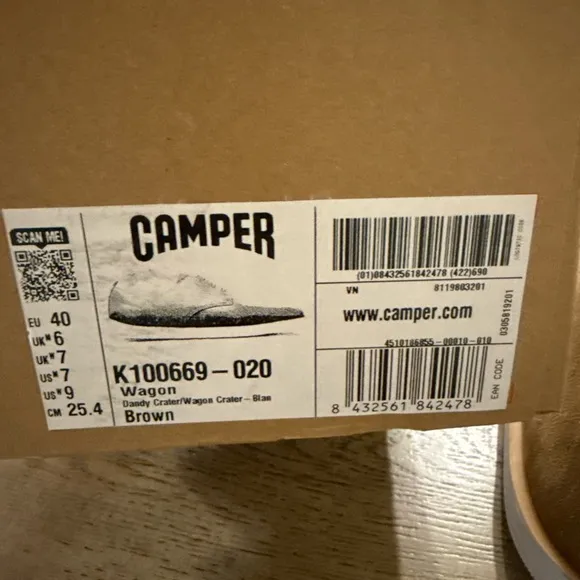 SCAN ME!
EU 40
UK 6
UK 7
US 7
US 9
CM 25.4
CAMPER
K100669-020
Wagon
Dandy Crater/Wagon Crater - Blan
Brown
(01)08432561842478 (422)690
VN 8119803201
www.camper.com
4510186855-00010-010
8 432561 842478
EAN CODE
0305819201